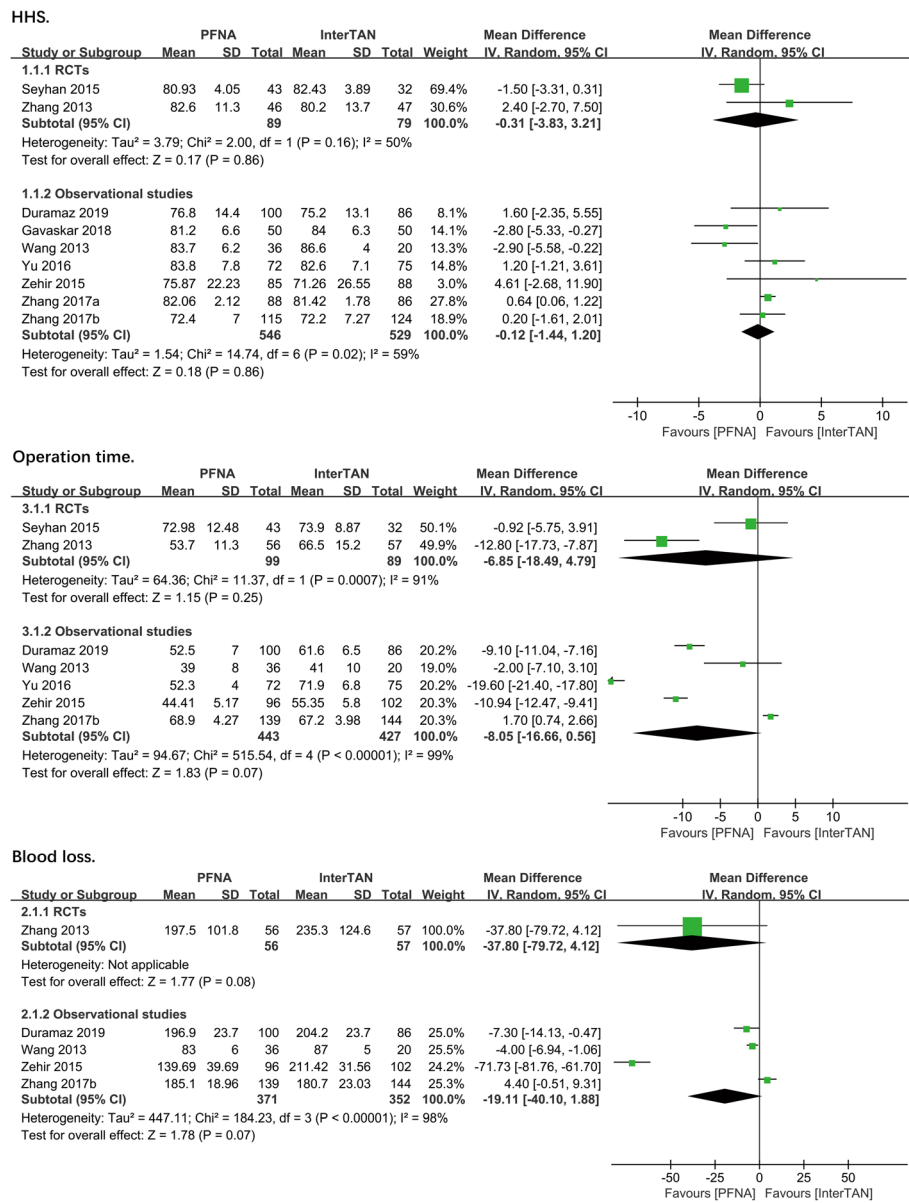 HHS.
PFNA InterTAN Mean Difference Mean Difference
Study or Subgroup Mean SD Total Mean SD Total Weight IV, Random, 95% CI IV, Random, 95% CI
1.1.1 RCTs
Seyhan 2015 80.93 4.05 43 82.43 3.89 32 69.4% -1.50 [-3.31, 0.31]
Zhang 2013 82.6 11.3 46 80.2 13.7 47 30.6% 2.40 [-2.70, 7.50]
Subtotal (95% CI) 89 79 100.0% -0.31 [-3.83, 3.21]
Heterogeneity: Tau² = 3.79; Chi² = 2.00, df = 1 (P = 0.16); I² = 50%
Test for overall effect: Z = 0.17 (P = 0.86)
1.1.2 Observational studies
Duramaz 2019 76.8 14.4 100 75.2 13.1 86 8.1% 1.60 [-2.35, 5.55]
Gavaskar 2018 81.2 6.6 50 84 6.3 50 14.1% -2.80 [-5.33, -0.27]
Wang 2013 83.7 6.2 36 86.6 4 20 13.3% -2.90 [-5.58, -0.22]
Yu 2016 83.8 7.8 72 82.6 7.1 75 14.8% 1.20 [-1.21, 3.61]
Zehir 2015 75.87 22.23 85 71.26 26.55 88 3.0% 4.61 [-2.68, 11.90]
Zhang 2017a 82.06 2.12 88 81.42 1.78 86 27.8% 0.64 [0.06, 1.22]
Zhang 2017b 72.4 7 115 72.2 7.27 124 18.9% 0.20 [-1.61, 2.01]
Subtotal (95% CI) 546 529 100.0% -0.12 [-1.44, 1.20]
Heterogeneity: Tau² = 1.54; Chi² = 14.74, df = 6 (P = 0.02); I² = 59%
Test for overall effect: Z = 0.18 (P = 0.86)
-10 -5 0 5 10
Favours [PFNA] Favours [InterTAN]
Operation time.
PFNA InterTAN Mean Difference Mean Difference
Study or Subgroup Mean SD Total Mean SD Total Weight IV, Random, 95% CI IV, Random, 95% CI
3.1.1 RCTs
Seyhan 2015 72.98 12.48 43 73.9 8.87 32 50.1% -0.92 [-5.75, 3.91]
Zhang 2013 53.7 11.3 56 66.5 15.2 57 49.9% -12.80 [-17.73, -7.87]
Subtotal (95% CI) 99 89 100.0% -6.85 [-18.49, 4.79]
Heterogeneity: Tau² = 64.36; Chi² = 11.37, df = 1 (P = 0.0007); I² = 91%
Test for overall effect: Z = 1.15 (P = 0.25)
3.1.2 Observational studies
Duramaz 2019 52.5 7 100 61.6 6.5 86 20.2% -9.10 [-11.04, -7.16]
Wang 2013 39 8 36 41 10 20 19.0% -2.00 [-7.10, 3.10]
Yu 2016 52.3 4 72 71.9 6.8 75 20.2% -19.60 [-21.40, -17.80]
Zehir 2015 44.41 5.17 96 55.35 5.8 102 20.3% -10.94 [-12.47, -9.41]
Zhang 2017b 68.9 4.27 139 67.2 3.98 144 20.3% 1.70 [0.74, 2.66]
Subtotal (95% CI) 443 427 100.0% -8.05 [-16.66, 0.56]
Heterogeneity: Tau² = 94.67; Chi² = 515.54, df = 4 (P < 0.00001); I² = 99%
Test for overall effect: Z = 1.83 (P = 0.07)
-10 -5 0 5 10
Favours [PFNA] Favours [InterTAN]
Blood loss.
PFNA InterTAN Mean Difference Mean Difference
Study or Subgroup Mean SD Total Mean SD Total Weight IV, Random, 95% CI IV, Random, 95% CI
2.1.1 RCTs
Zhang 2013 197.5 101.8 56 235.3 124.6 57 100.0% -37.80 [-79.72, 4.12]
Subtotal (95% CI) 56 57 100.0% -37.80 [-79.72, 4.12]
Heterogeneity: Not applicable
Test for overall effect: Z = 1.77 (P = 0.08)
2.1.2 Observational studies
Duramaz 2019 196.9 23.7 100 204.2 23.7 86 25.0% -7.30 [-14.13, -0.47]
Wang 2013 83 6 36 87 5 20 25.5% -4.00 [-6.94, -1.06]
Zehir 2015 139.69 39.69 96 211.42 31.56 102 24.2% -71.73 [-81.76, -61.70]
Zhang 2017b 185.1 18.96 139 180.7 23.03 144 25.3% 4.40 [-0.51, 9.31]
Subtotal (95% CI) 371 352 100.0% -19.11 [-40.10, 1.88]
Heterogeneity: Tau² = 447.11; Chi² = 184.23, df = 3 (P < 0.00001); I² = 98%
Test for overall effect: Z = 1.78 (P = 0.07)
-50 -25 0 25 50
Favours [PFNA] Favours [InterTAN]